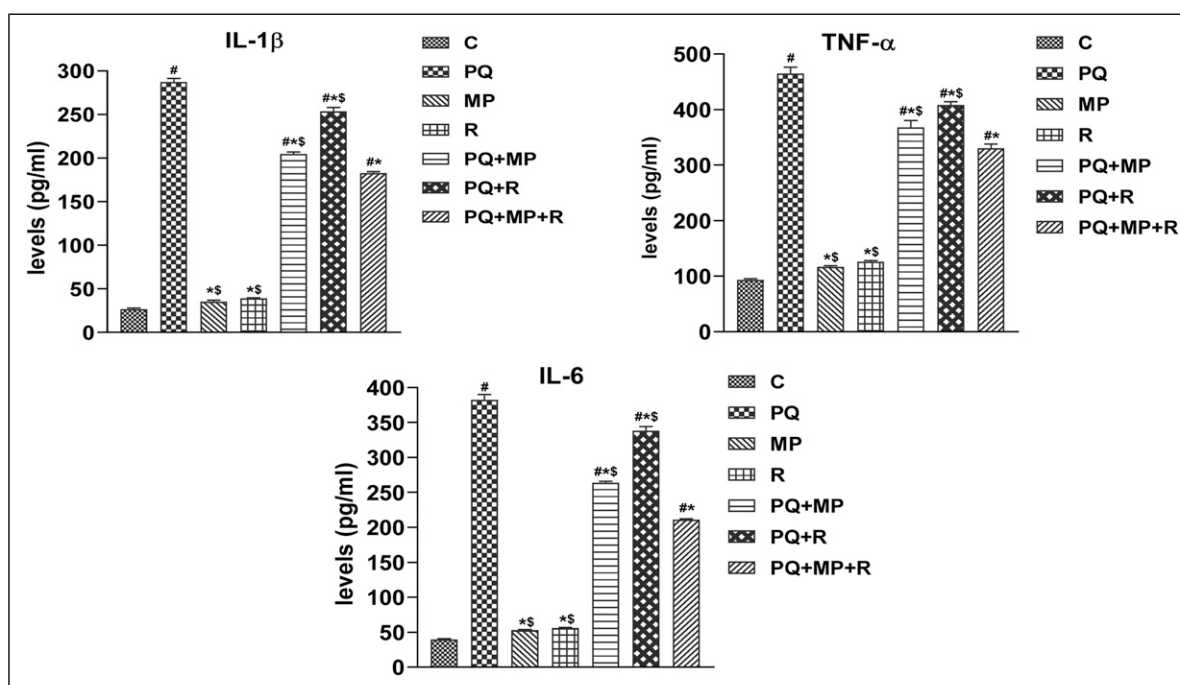 IL-1β
levels (pg/ml)
300
250
200
150
100
50
0
#
*$
*$
#*$
#*$
#*
C
PQ
MP
R
PQ+MP
PQ+R
PQ+MP+R
TNF-α
levels (pg/ml)
500
400
300
200
100
0
#
*$
*$
#*$
#*$
#*
C
PQ
MP
R
PQ+MP
PQ+R
PQ+MP+R
IL-6
levels (pg/ml)
400
350
300
250
200
150
100
50
0
#
*$
*$
#*$
#*$
#*
C
PQ
MP
R
PQ+MP
PQ+R
PQ+MP+R